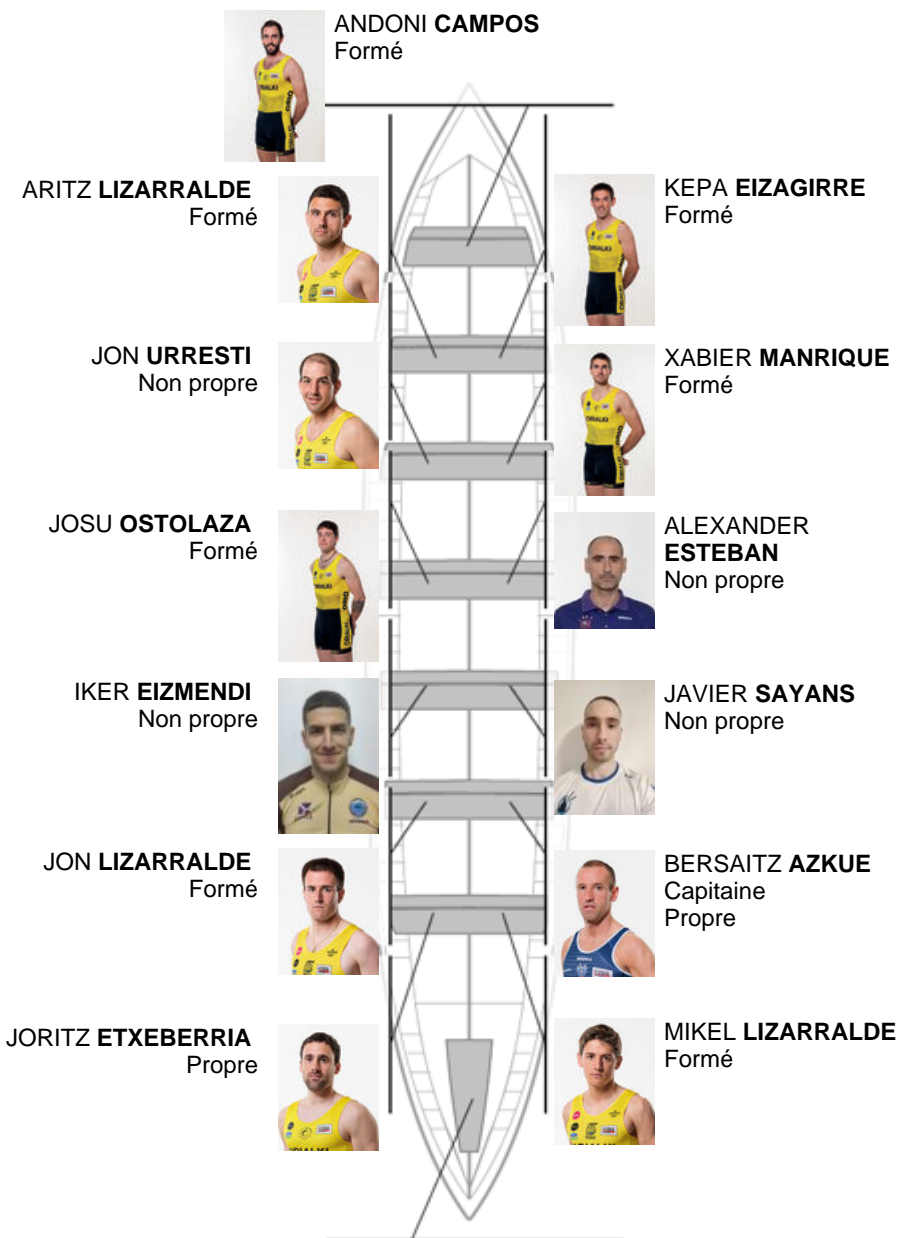 ANDONI CAMPOS
Formé
ARITZ LIZARRALDE
Formé
KEPA EIZAGIRRE
Formé
JON URRESTI
Non propre
XABIER MANRIQUE
Formé
JOSU OSTOLAZA
Formé
ALEXANDER
ESTEBAN
Non propre
IKER EIZMENDI
Non propre
JAVIER SAYANS
Non propre
JON LIZARRALDE
Formé
BERSAITZ AZKUE
Capitaine
Propre
JORITZ ETXEBERRIA
Propre
MIKEL LIZARRALDE
Formé